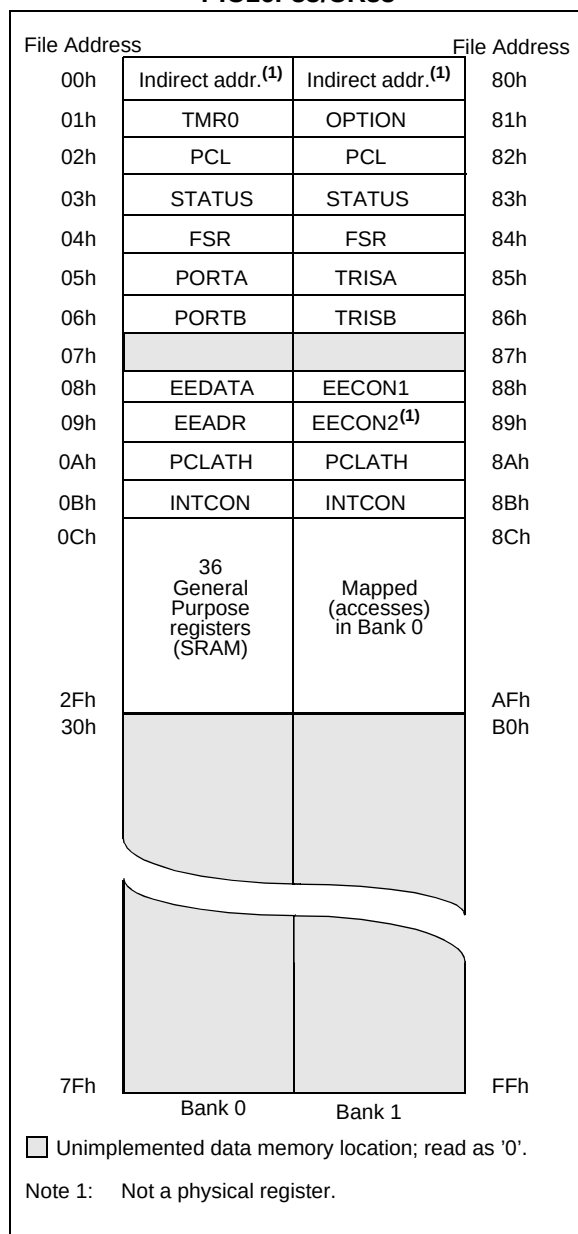 File Address File Address
00h Indirect addr.(1) Indirect addr.(1) 80h
01h TMR0 OPTION 81h
02h PCL PCL 82h
03h STATUS STATUS 83h
04h FSR FSR 84h
05h PORTA TRISA 85h
06h PORTB TRISB 86h
07h 87h
08h EEDATA EECON1 88h
09h EEADR EECON2(1) 89h
0Ah PCLATH PCLATH 8Ah
0Bh INTCON INTCON 8Bh
0Ch 8Ch
36
General
Purpose
registers
(SRAM)
Mapped
(accesses)
in Bank 0
2Fh AFh
30h B0h
7Fh FFh
Bank 0 Bank 1
Unimplemented data memory location; read as '0'.
Note 1: Not a physical register.